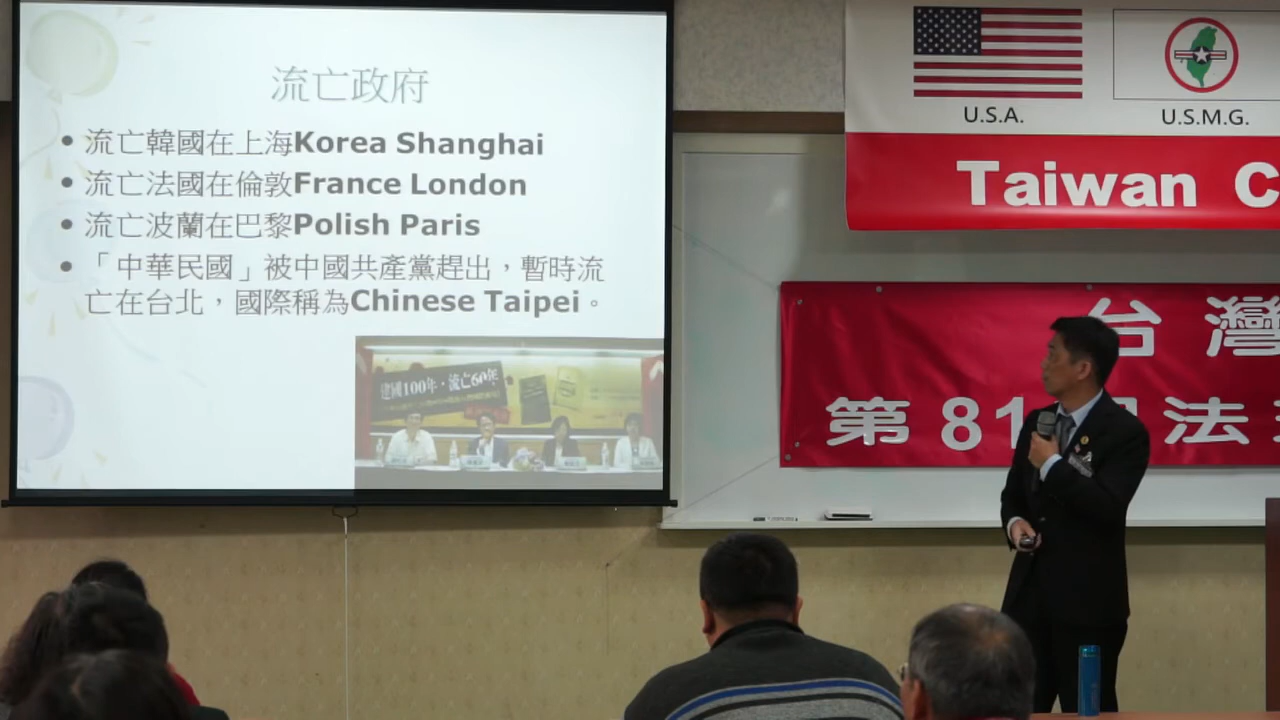 流亡政府
• 流亡韓國在上海Korea Shanghai
• 流亡法國在倫敦France London
• 流亡波蘭在巴黎Polish Paris
• 「中華民國」被中國共產黨趕出，暫時流
亡在台北，國際稱為Chinese Taipei。
建國100年·流亡60年
U.S.A.
U.S.M.G.
Taiwan C
台灣
第81 法